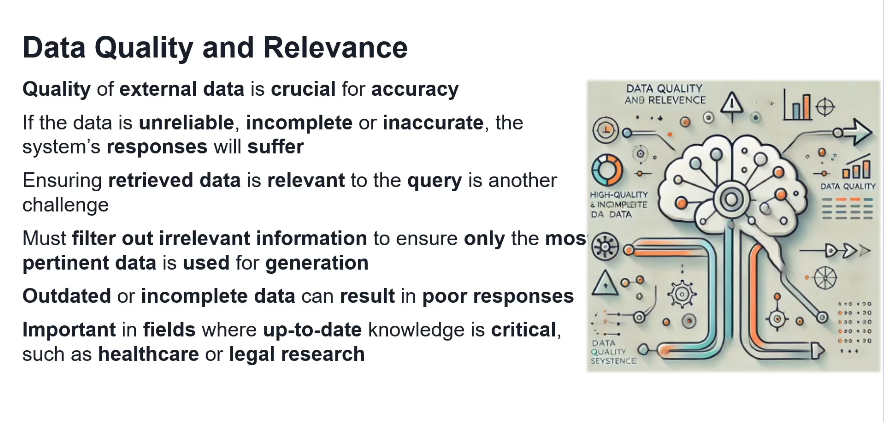 Data Quality and Relevance
Quality of external data is crucial for accuracy
If the data is unreliable, incomplete or inaccurate, the
system's responses will suffer
Ensuring retrieved data is relevant to the query is another
challenge
Must filter out irrelevant information to ensure only the mos
pertinent data is used for generation
Outdated or incomplete data can result in poor responses
Important in fields where up-to-date knowledge is critical,
such as healthcare or legal research
DATA QUALITY
AND RELEVENCE
HIGH-QUALITY
& INCOMPLEITE
DA DATA
DATA QUALITY
DATA
QUALITY
SEYSTENCE